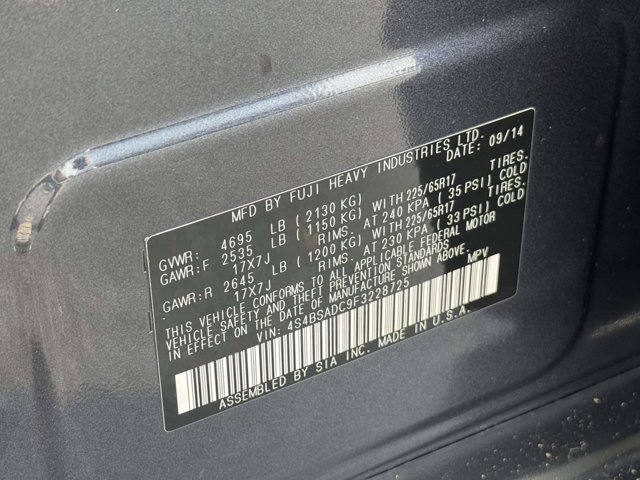 MFD BY FUJI HEAVY INDUSTRIES LTD.
DATE: 09/14
GVWR: 4695 LB ( 2130 KG)
GAWR:F 2535 LB ( 1150 KG) WITH 225/65R17 TIRES.
17X7J RIMS. AT 240 KPA ( 35 PSI) COLD
GAWR:R 2645 LB ( 1200 KG) WITH 225/65R17 TIRES.
17X7J RIMS. AT 230 KPA ( 33 PSI) COLD
THIS VEHICLE CONFORMS TO ALL APPLICABLE FEDERAL MOTOR
VEHICLE SAFETY AND THEFT PREVENTION STANDARDS
IN EFFECT ON THE DATE OF MANUFACTURE SHOWN ABOVE.
VIN: 4S4BSADC9F3228725 MPV
ASSEMBLED BY SIA INC. MADE IN U.S.A.